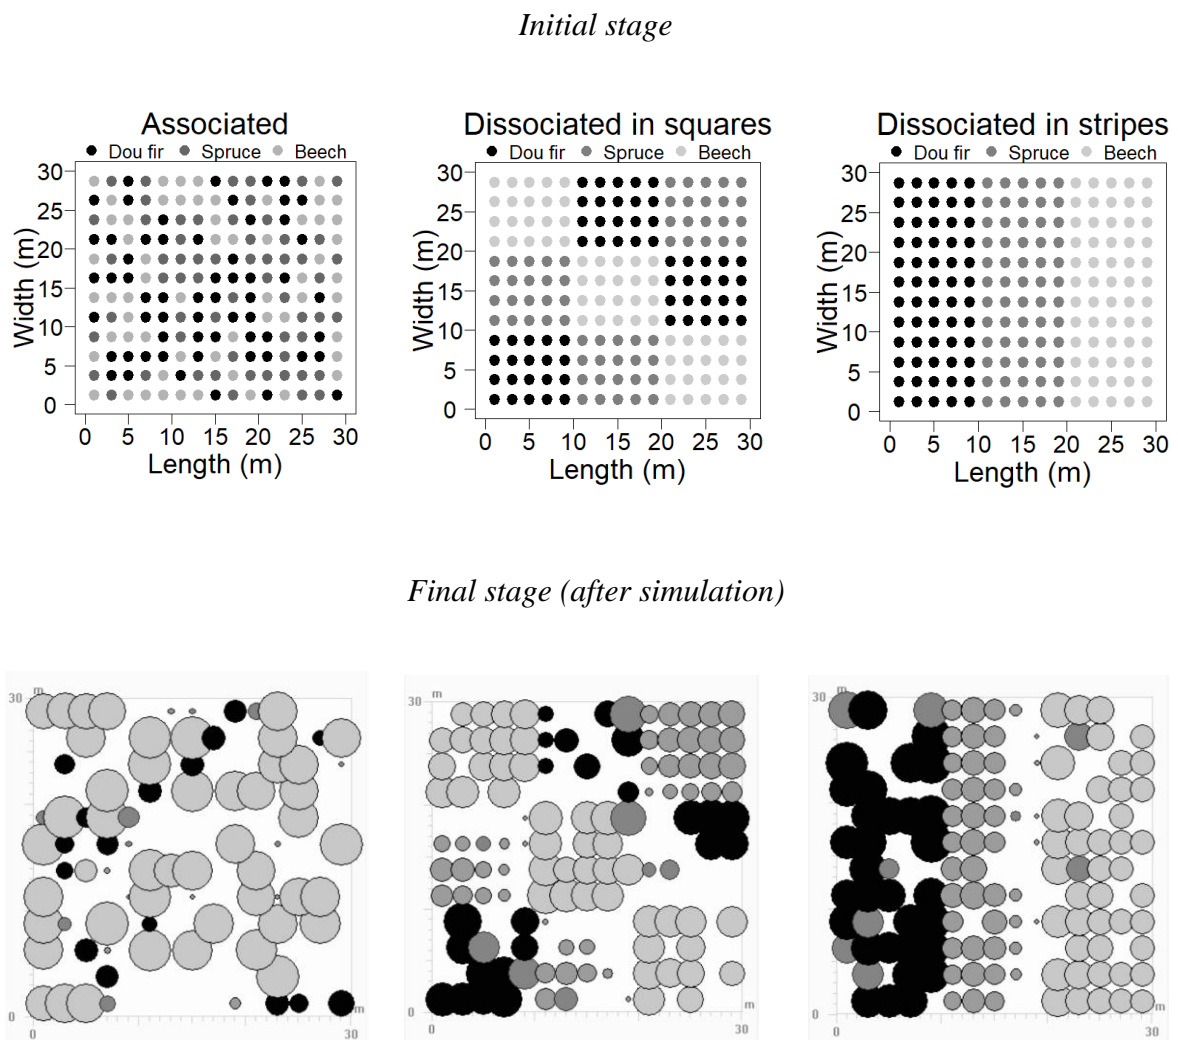 Initial stage
Associated
Dou fir Spruce Beech
30
25
20
15
10
5
0
Width (m)
0 5 10 15 20 25 30
Length (m)
Dissociated in squares
Dou fir Spruce Beech
30
25
20
15
10
5
0
Width (m)
0 5 10 15 20 25 30
Length (m)
Dissociated in stripes
Dou fir Spruce Beech
30
25
20
15
10
5
0
Width (m)
0 5 10 15 20 25 30
Length (m)
Final stage (after simulation)
m
30
0
m
0 30
m
30
0
m
0 30
m
30
0
m
0 30